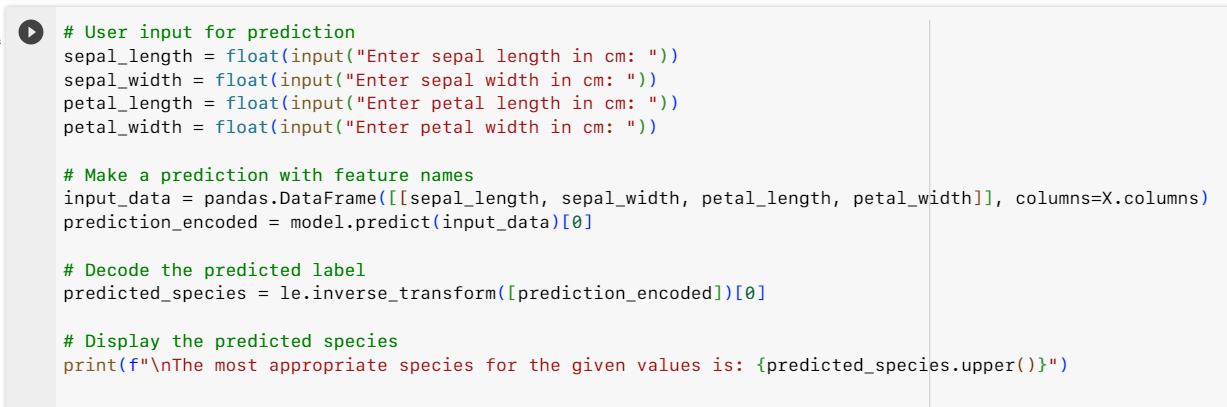 # User input for prediction
sepal_length = float(input("Enter sepal length in cm: "))
sepal_width = float(input("Enter sepal width in cm: "))
petal_length = float(input("Enter petal length in cm: "))
petal_width = float(input("Enter petal width in cm: "))
# Make a prediction with feature names
input_data = pandas.DataFrame([[sepal_length, sepal_width, petal_length, petal_width]], columns=X.columns)
prediction_encoded = model.predict(input_data)[0]
# Decode the predicted label
predicted_species = le.inverse_transform([prediction_encoded])[0]
# Display the predicted species
print(f"\nThe most appropriate species for the given values is: {predicted_species.upper()}")